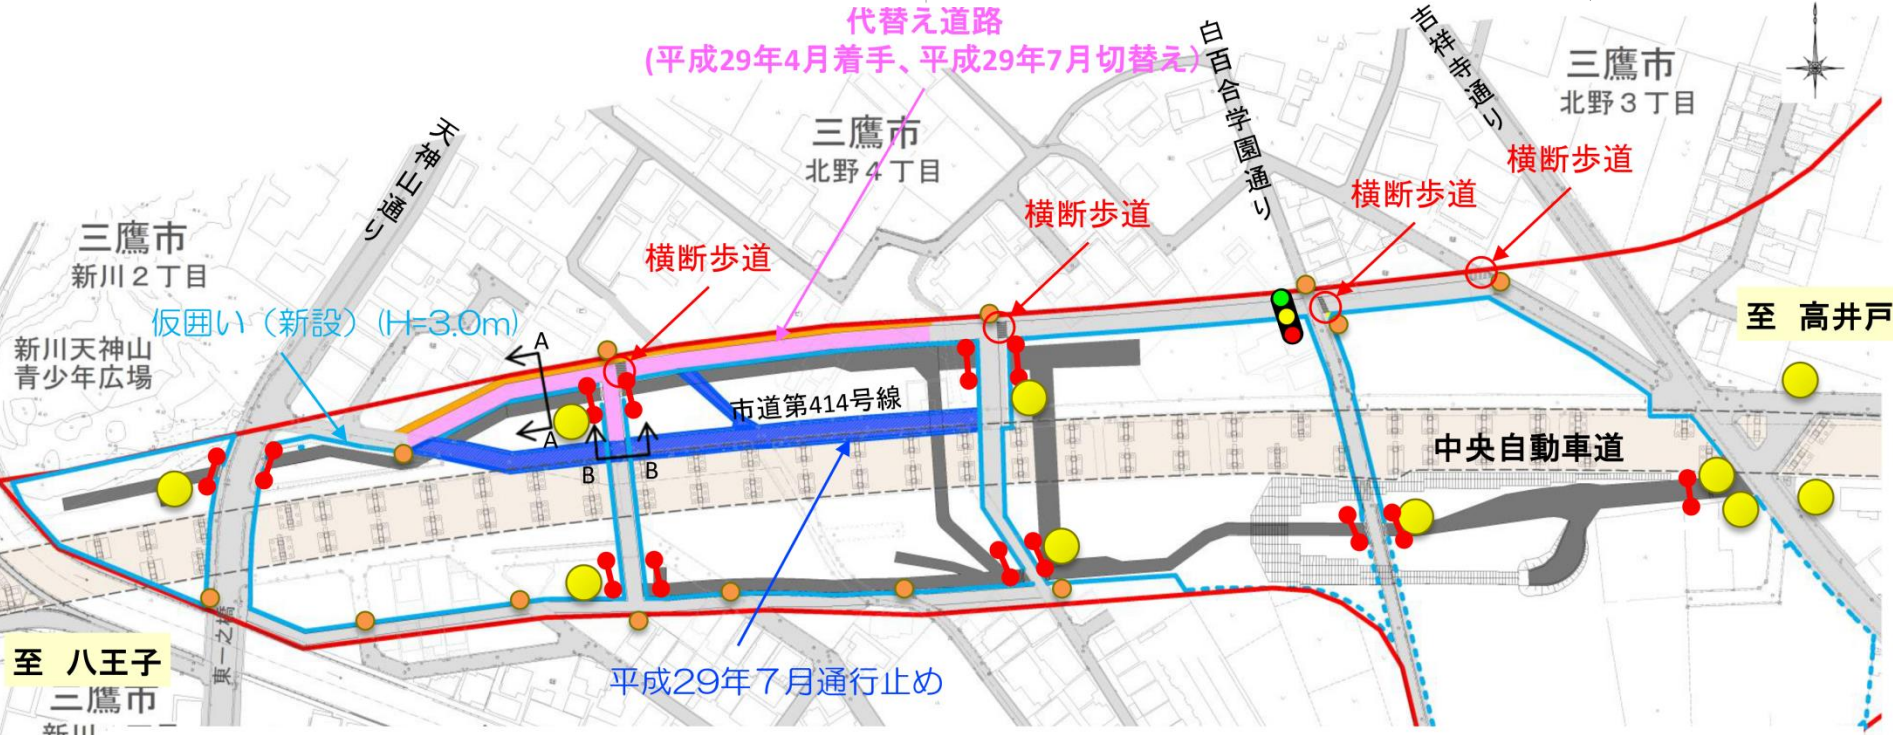 代替え道路
(平成29年4月着手、平成29年7月切替え)
白百合学園通り
吉祥寺通り
三鷹市
北野３丁目
天神山通り
三鷹市
北野４丁目
横断歩道
横断歩道
横断歩道
横断歩道
三鷹市
新川２丁目
仮囲い（新設）(H=3.0m)
新川天神山
青少年広場
至 高井戸
A
A
市道第414号線
B
B
中央自動車道
東一之橋
至 八王子
三鷹市
平成29年７月通行止め